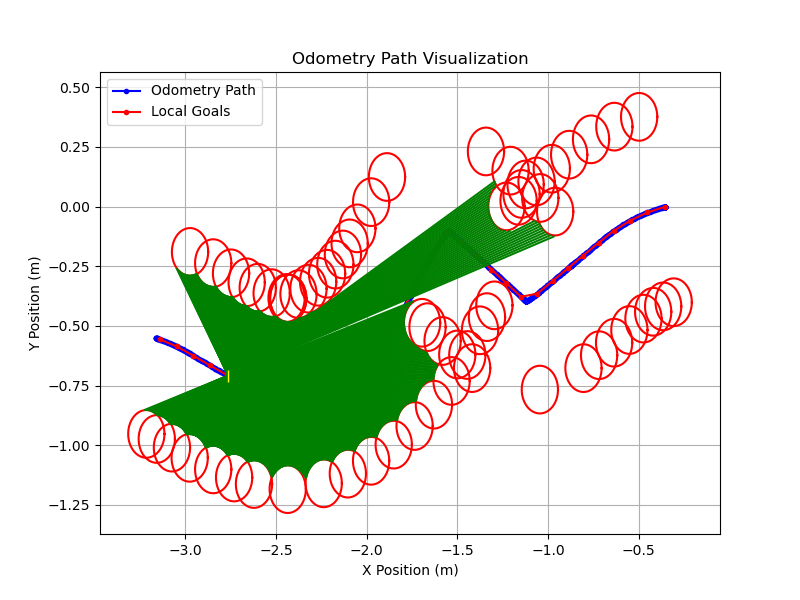 Odometry Path Visualization
Odometry Path
Local Goals
Y Position (m)
0.50
0.25
0.00
−0.25
−0.50
−0.75
−1.00
−1.25
−3.0 −2.5 −2.0 −1.5 −1.0 −0.5
X Position (m)